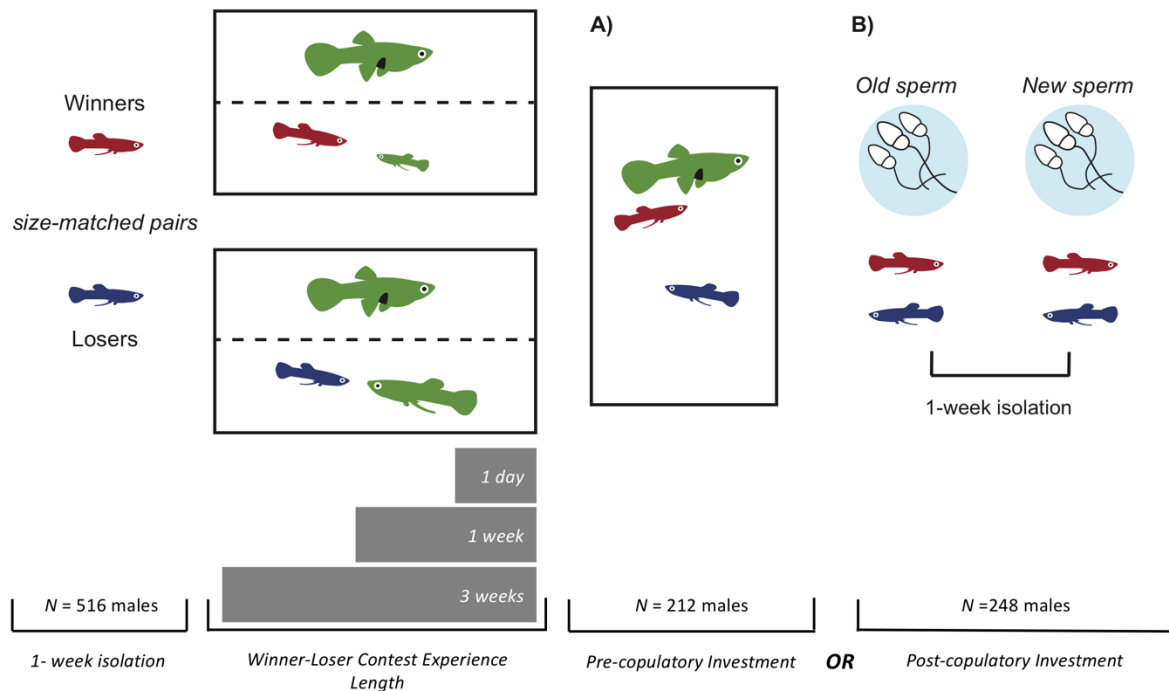 Winners
size-matched pairs
Losers
1 day
1 week
3 weeks
A)
B)
Old sperm
New sperm
1-week isolation
N = 516 males
N = 212 males
N =248 males
1- week isolation
Winner-Loser Contest Experience
Length
Pre-copulatory Investment
OR
Post-copulatory Investment